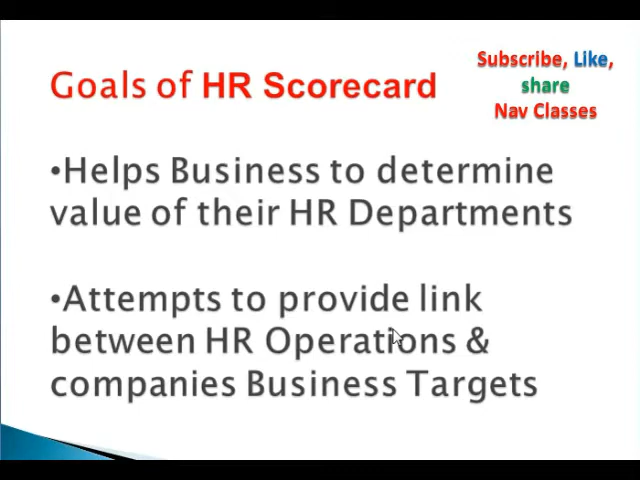 Goals of HR Scorecard
Subscribe, Like,
share
Nav Classes
•Helps Business to determine
value of their HR Departments
•Attempts to provide link
between HR Operations &
companies Business Targets